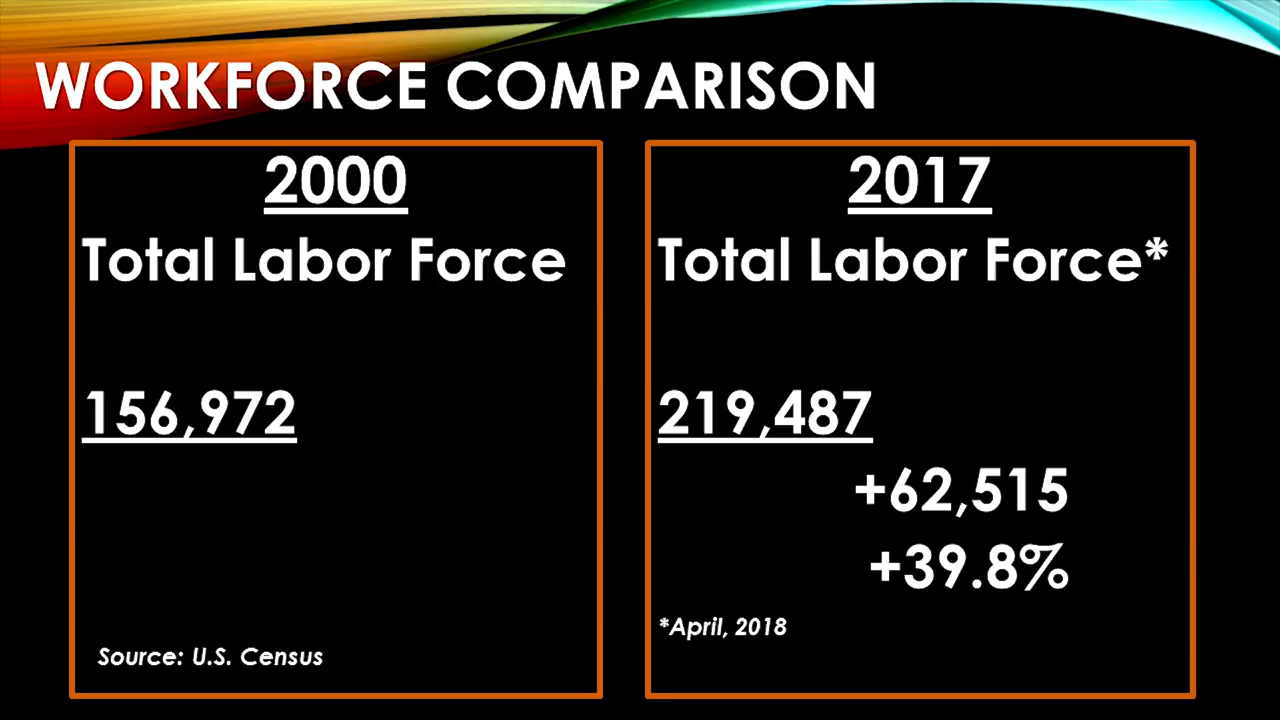 WORKFORCE COMPARISON
2000
Total Labor Force
156,972
Source: U.S. Census
2017
Total Labor Force*
219,487
+62,515
+39.8%
*April, 2018